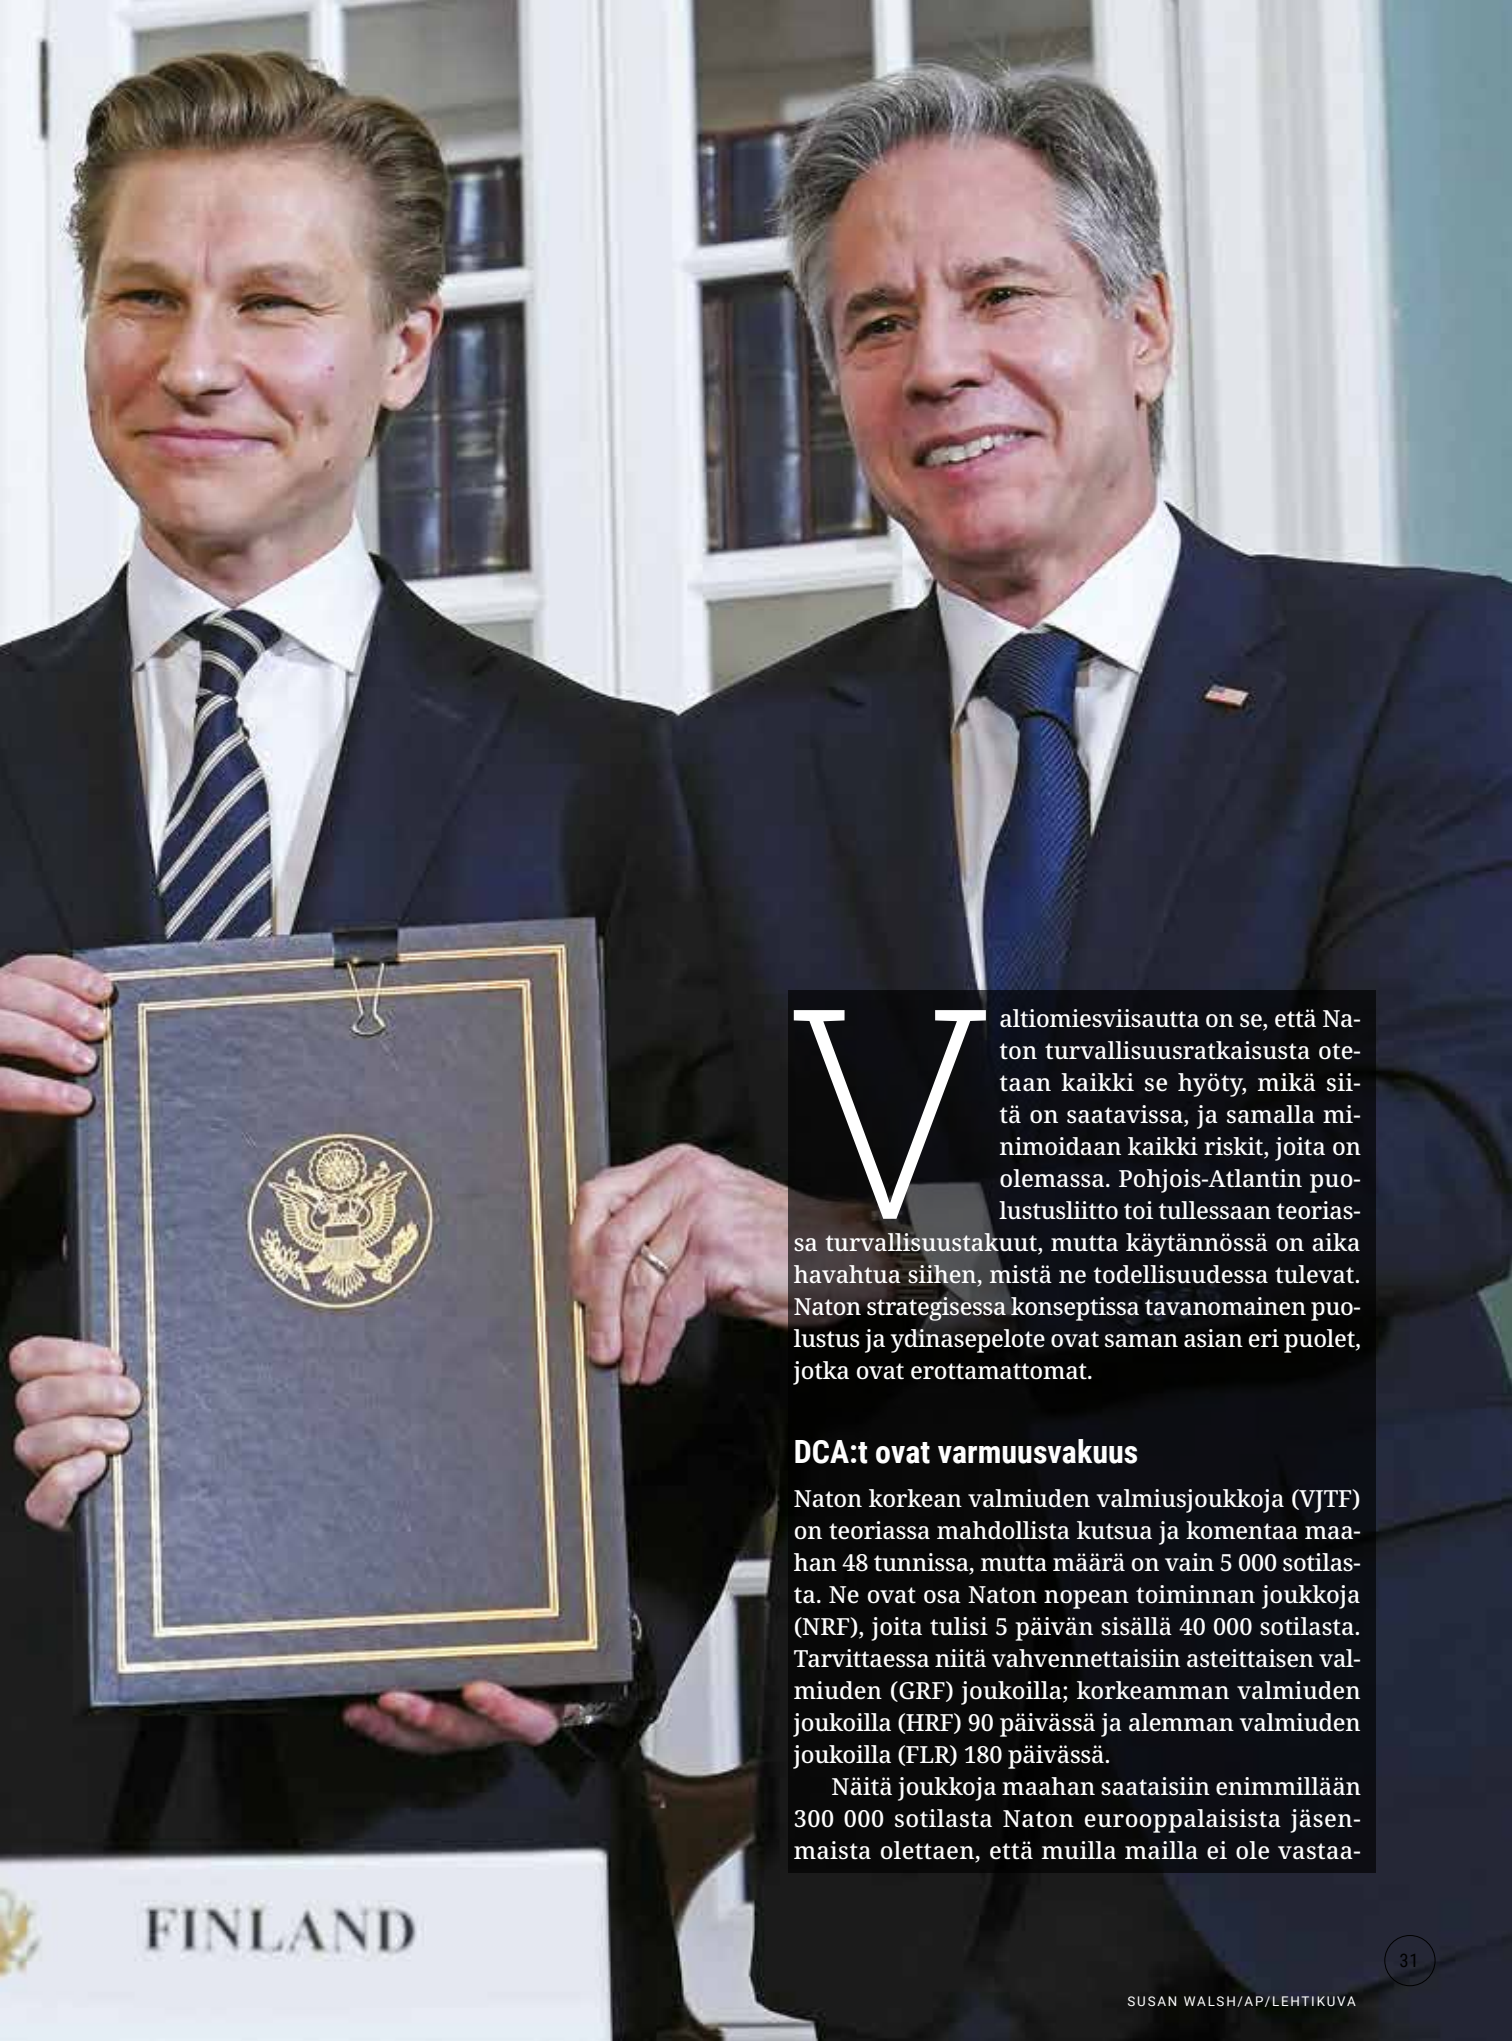 Valtiomiesviisautta on se, että Na-
ton turvallisuusratkaisusta ote-
taan kaikki se hyöty, mikä sii-
tä on saatavissa, ja samalla mi-
nimoidaan kaikki riskit, joita on
olemassa. Pohjois-Atlantin puo-
lustusliitto toi tullessaan teorias-
sa turvallisuustakuut, mutta käytännössä on aika
havahtua siihen, mistä ne todellisuudessa tulevat.
Naton strategisessa konseptissa tavanomainen puo-
lustus ja ydinasepelote ovat saman asian eri puolet,
jotka ovat erottamattomat.
DCA:t ovat varmuusvakuus
Naton korkean valmiuden valmiusjoukkoja (VJTF)
on teoriassa mahdollista kutsua ja komentaa maa-
han 48 tunnissa, mutta määrä on vain 5 000 sotilas-
ta. Ne ovat osa Naton nopean toiminnan joukkoja
(NRF), joita tulisi 5 päivän sisällä 40 000 sotilasta.
Tarvittaessa niitä vahvennettaisiin asteittaisen val-
miuden (GRF) joukoilla; korkeamman valmiuden
joukoilla (HRF) 90 päivässä ja alemman valmiuden
joukoilla (FLR) 180 päivässä.
Näitä joukkoja maahan saataisiin enimmillään
300 000 sotilasta Naton eurooppalaisista jäsen-
maista olettaen, että muilla mailla ei ole vastaa-
FINLAND
31
SUSAN WALSH/AP/LEHTIKUVA